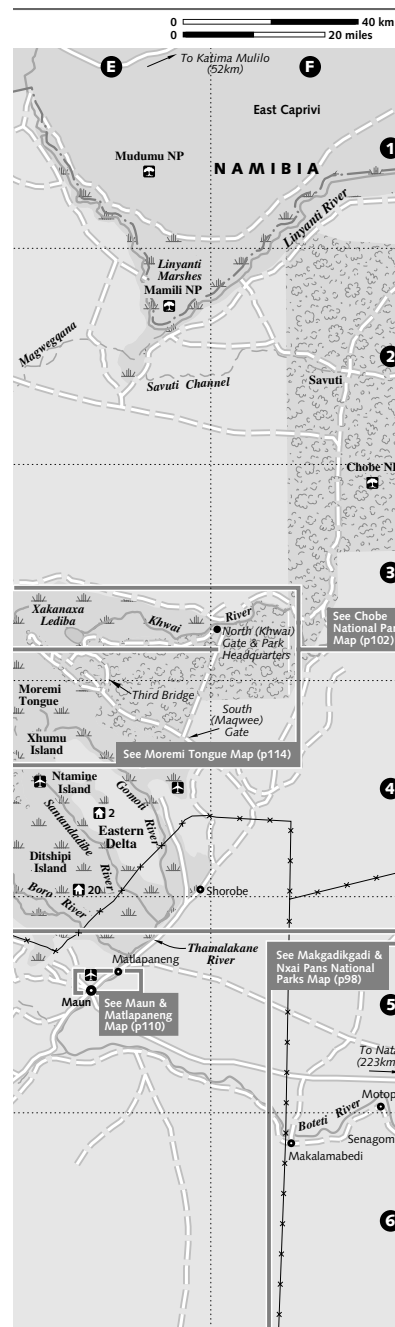 0 40 km
0 20 miles
E
F
To Katima Mulilo
(52km)
East Caprivi
1
Mudumu NP
NAMIBIA
Linyanti River
Linyanti
Marshes
Mamili NP
Magweggana
2
Savuti Channel
Savuti
Chobe NP
3
Xakanaxa
Lediba
Khwai River
North (Khwai)
Gate & Park
Headquarters
See Chobe
National Par
Map (p102)
Moremi
Tongue
Third Bridge
South
(Maqwee)
Gate
Xhumu
Island
See Moremi Tongue Map (p114)
4
Ntamine
Island
Gomoti River
Santandadibe River
2
Eastern
Delta
Ditshipi
Island
Boro River
20
Shorobe
Thamalakane
River
Matlapaneng
See Makgadikgadi &
Nxai Pans National
Parks Map (p98)
Maun
See Maun &
Matlapaneng
Map (p110)
5
To Nata
(223km)
Motop
Boteti River
Senagom
Makalamabedi
6